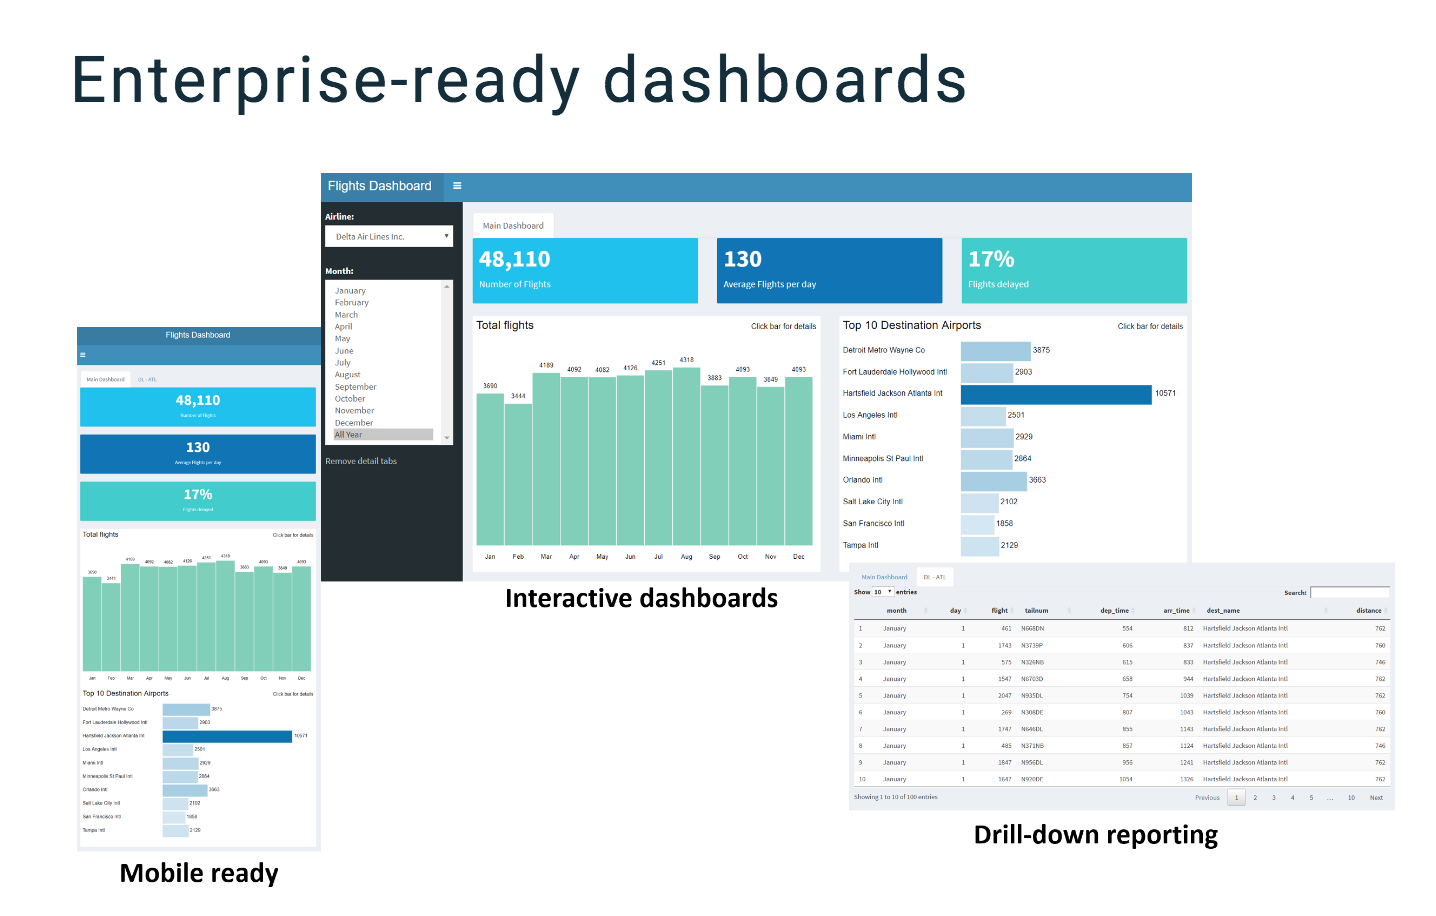 Enterprise-ready dashboards
Flights Dashboard
Airline:
Delta Air Lines Inc.
Month:
January
February
March
April
May
June
July
August
September
October
November
December
All Year
Remove detail tabs
Main Dashboard
48,110
Number of Flights
130
Average Flights per day
17%
Flights delayed
Total flights Click bar for details
3690 3444 4189 4092 4082 4126 4251 4318 3883 4093 3849 4093
Jan Feb Mar Apr May Jun Jul Aug Sep Oct Nov Dec
Top 10 Destination Airports Click bar for details
Detroit Metro Wayne Co 3875
Fort Lauderdale Hollywood Intl 2903
Hartsfield Jackson Atlanta Int 10571
Los Angeles Intl 2501
Miami Intl 2929
Minneapolis St Paul Intl 2864
Orlando Intl 3663
Salt Lake City Intl 2102
San Francisco Intl 1858
Tampa Intl 2129
Interactive dashboards
Flights Dashboard
Main Dashboard DL - ATL
48,110
Number of Flights
130
Average Flights per day
17%
Flights delayed
Total flights Click bar for details
3690 3444 4189 4092 4082 4126 4251 4318 3883 4093 3849 4093
Jan Feb Mar Apr May Jun Jul Aug Sep Oct Nov Dec
Top 10 Destination Airports Click bar for details
Detroit Metro Wayne Co 3875
Fort Lauderdale Hollywood Intl 2903
Hartsfield Jackson Atlanta Int 10571
Los Angeles Intl 2501
Miami Intl 2929
Minneapolis St Paul Intl 2864
Orlando Intl 3663
Salt Lake City Intl 2102
San Francisco Intl 1858
Tampa Intl 2129
Mobile ready
Main Dashboard DL - ATL
Show 10 entries Search:
month day flight tailnum dep_time arr_time dest_name distance
1 January 1 461 N668DN 554 812 Hartsfield Jackson Atlanta Intl 762
2 January 1 1743 N3739P 606 837 Hartsfield Jackson Atlanta Intl 760
3 January 1 575 N326NB 615 833 Hartsfield Jackson Atlanta Intl 746
4 January 1 1547 N6703D 658 944 Hartsfield Jackson Atlanta Intl 762
5 January 1 2047 N935DL 754 1039 Hartsfield Jackson Atlanta Intl 762
6 January 1 269 N308DE 807 1043 Hartsfield Jackson Atlanta Intl 760
7 January 1 1747 N646DL 855 1143 Hartsfield Jackson Atlanta Intl 762
8 January 1 485 N371NB 857 1124 Hartsfield Jackson Atlanta Intl 746
9 January 1 1847 N956DL 956 1241 Hartsfield Jackson Atlanta Intl 762
10 January 1 1647 N920DE 1054 1326 Hartsfield Jackson Atlanta Intl 762
Showing 1 to 10 of 100 entries Previous 1 2 3 4 5 … 10 Next
Drill-down reporting